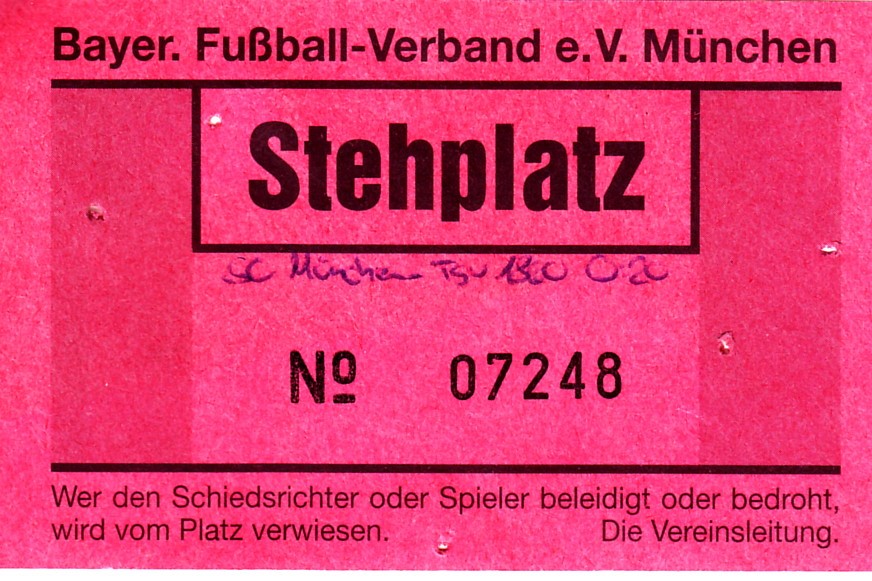 Bayer. Fußball-Verband e.V. München
Stehplatz
SC München TSV 1860 0:20
Nº 07248
Wer den Schiedsrichter oder Spieler beleidigt oder bedroht,
wird vom Platz verwiesen. Die Vereinsleitung.